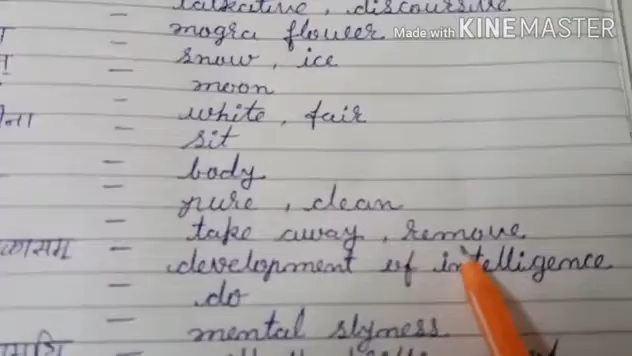 talkative, discoursive
Made with KINEMASTER
mogra flower
snow, ice
moon
white, fair
sit
body
pure, clean
take away, remove
कासम् - development of intelligence
do
mental slyness